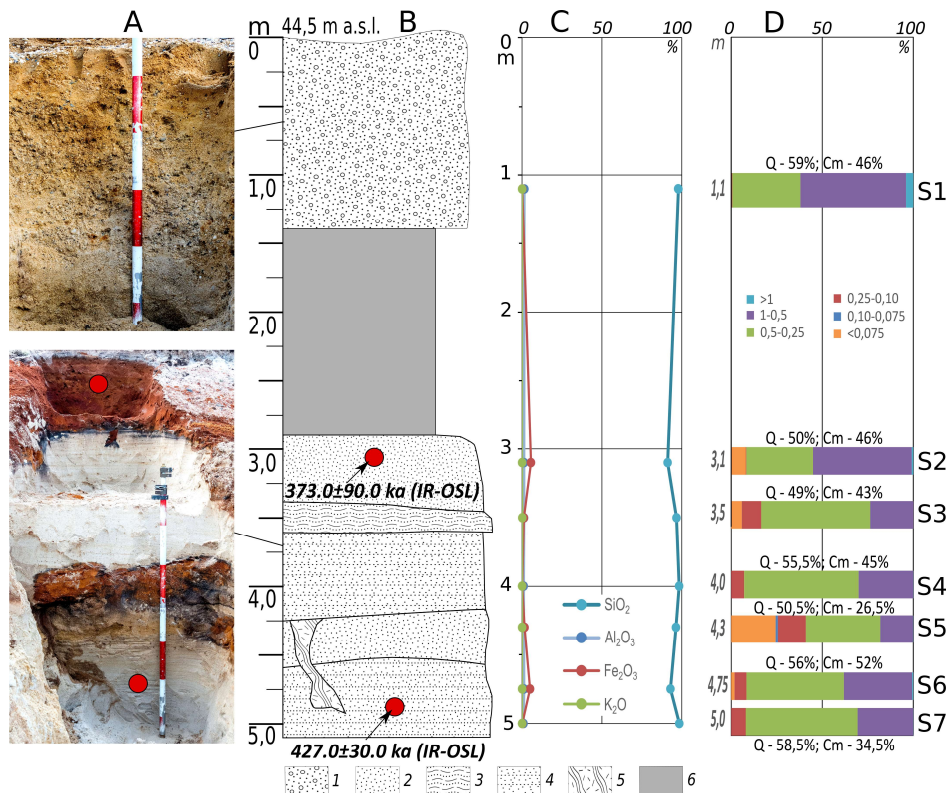 A
B
C
D
m
44,5 m a.s.l.
0
1,0
2,0
3,0
4,0
5,0
373.0±90.0 ka (IR-OSL)
427.0±30.0 ka (IR-OSL)
1
2
3
4
5
6
0
50
100
m
%
1
2
3
4
5
SiO₂
Al₂O₃
Fe₂O₃
K₂O
0
50
100
m
%
Q - 59%; Cm - 46%
1,1
S1
>1
1-0,5
0,5-0,25
0,25-0,10
0,10-0,075
<0,075
Q - 50%; Cm - 46%
3,1
S2
Q - 49%; Cm - 43%
3,5
S3
Q - 55,5%; Cm - 45%
4,0
S4
Q - 50,5%; Cm - 26,5%
4,3
S5
Q - 56%; Cm - 52%
4,75
S6
5,0
S7
Q - 58,5%; Cm - 34,5%